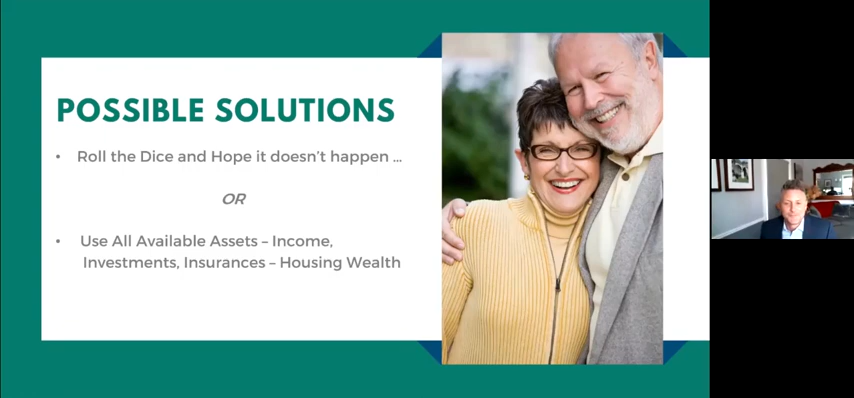 POSSIBLE SOLUTIONS
• Roll the Dice and Hope it doesn't happen ...
OR
• Use All Available Assets – Income,
Investments, Insurances – Housing Wealth